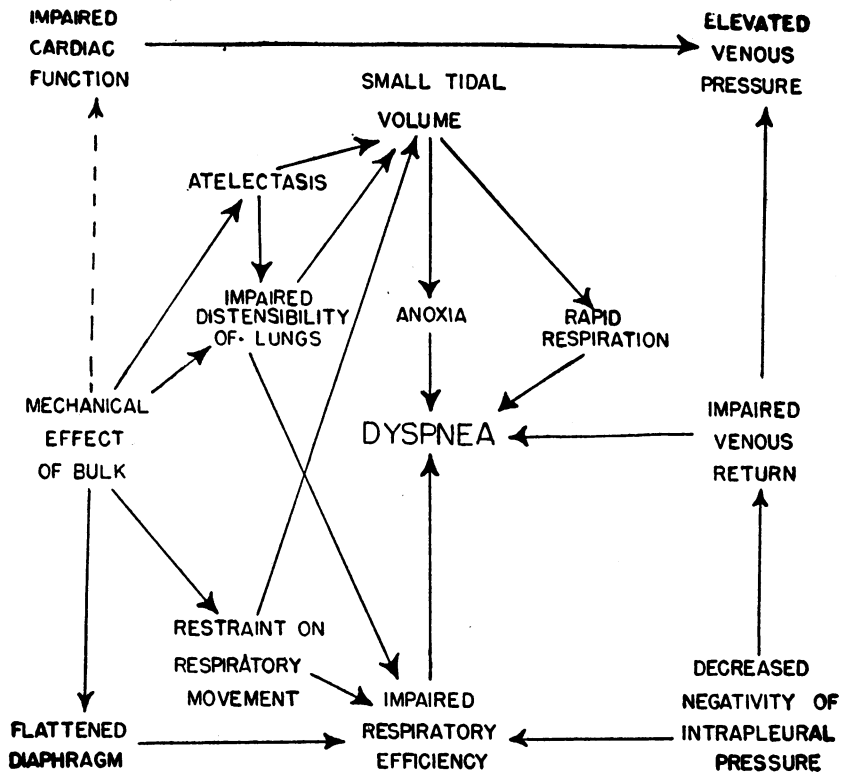 IMPAIRED
CARDIAC
FUNCTION
ELEVATED
VENOUS
PRESSURE
SMALL TIDAL
VOLUME
ATELECTASIS
IMPAIRED
DISTENSIBILITY
OF· LUNGS
ANOXIA
RAPID
RESPIRATION
MECHANICAL
EFFECT
OF BULK
DYSPNEA
IMPAIRED
VENOUS
RETURN
RESTRAINT ON
RESPIRATORY
MOVEMENT
FLATTENED
DIAPHRAGM
IMPAIRED
RESPIRATORY
EFFICIENCY
DECREASED
NEGATIVITY OF
INTRAPLEURAL
PRESSURE